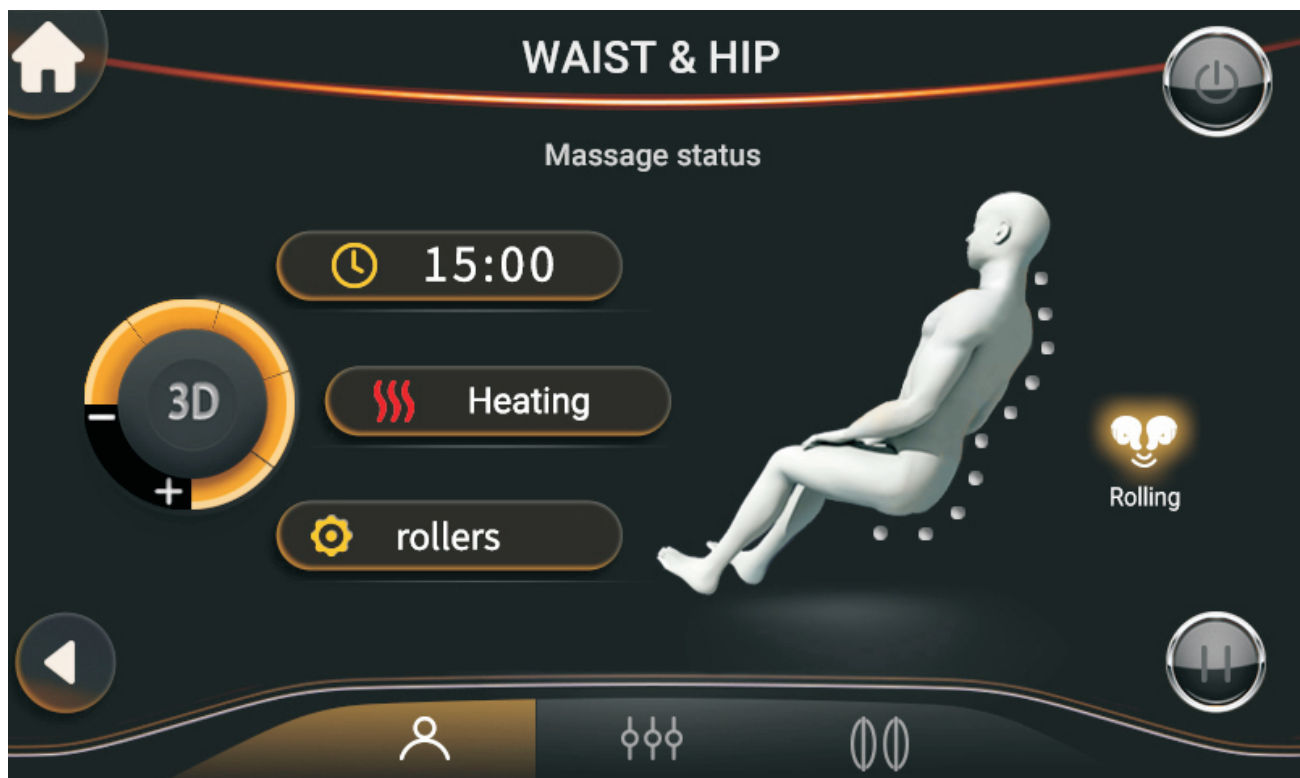 WAIST & HIP
Massage status
15:00
3D
Heating
rollers
Rolling